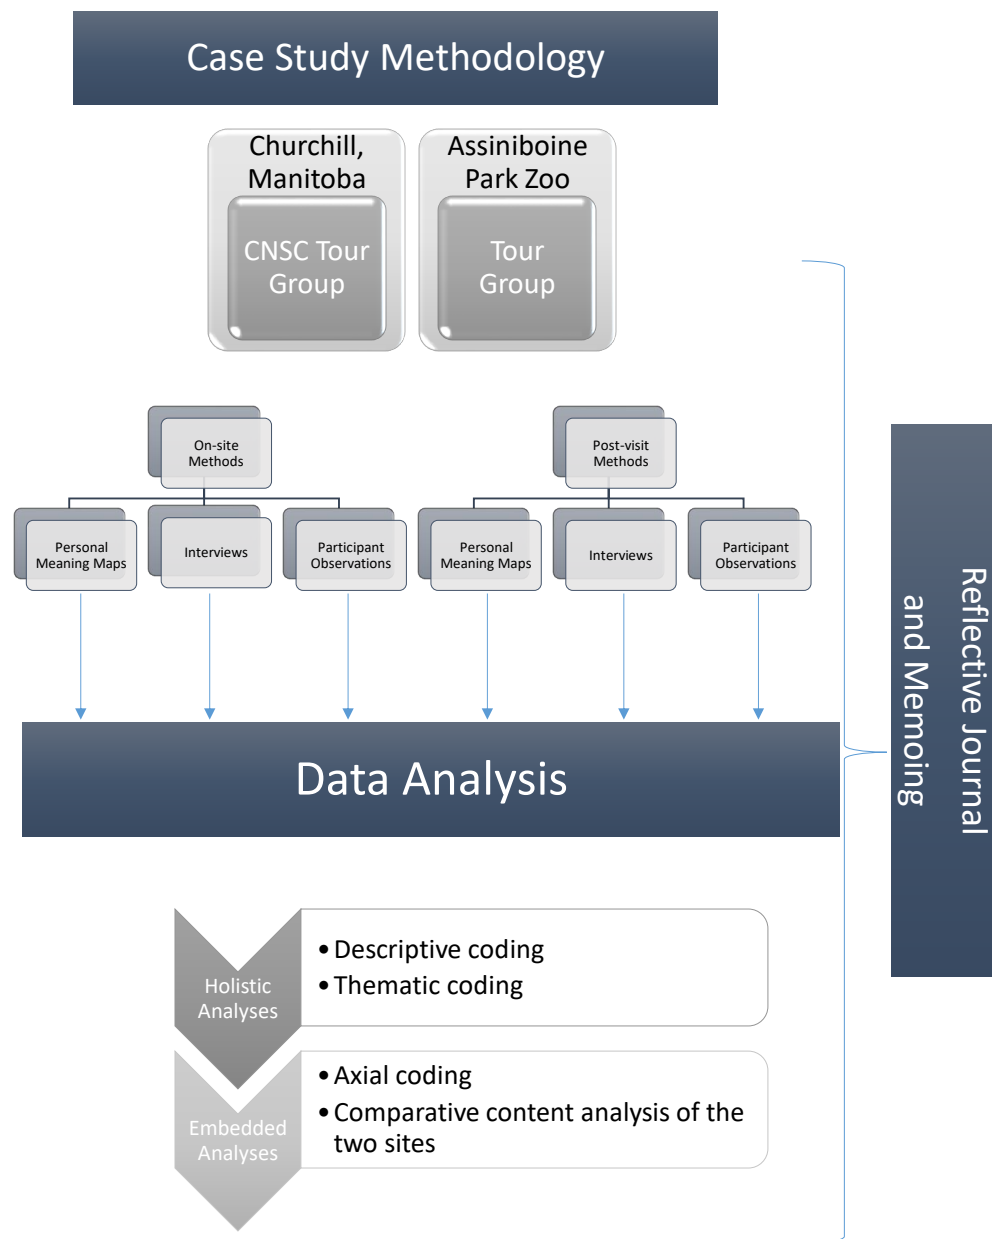 Case Study Methodology
Churchill,
Manitoba
CNSC Tour
Group
Assiniboine
Park Zoo
Tour
Group
On-site
Methods
Personal
Meaning Maps
Interviews
Participant
Observations
Post-visit
Methods
Personal
Meaning Maps
Interviews
Participant
Observations
Reflective Journal
and Memoing
Data Analysis
Holistic
Analyses
•Descriptive coding
•Thematic coding
Embedded
Analyses
•Axial coding
•Comparative content analysis of the
two sites